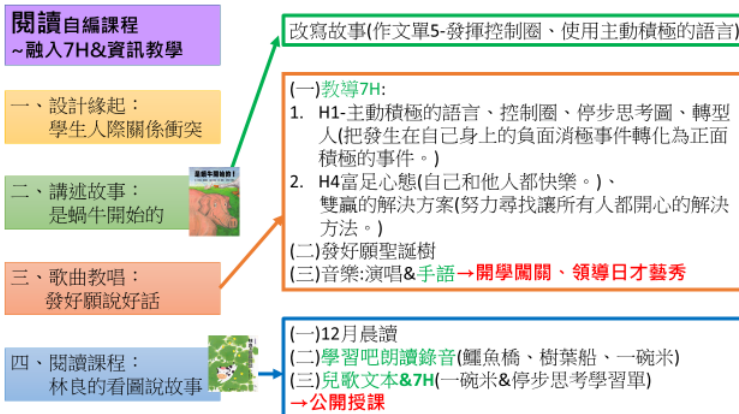 閱讀自編課程
~融入7H&資訊教學
一、設計緣起：
學生人際關係衝突
二、講述故事：
是蝸牛開始的
是蝸牛開始的！
三、歌曲教唱：
發好願說好話
四、閱讀課程：
林良的看圖說故事
改寫故事(作文單5-發揮控制圈、使用主動積極的語言)
(一)教導7H:
1. H1-主動積極的語言、控制圈、停步思考圖、轉型
人(把發生在自己身上的負面消極事件轉化為正面
積極的事件。)
2. H4富足心態(自己和他人都快樂。)、
雙贏的解決方案(努力尋找讓所有人都開心的解決
方法。)
(二)發好願聖誕樹
(三)音樂:演唱&手語→開學闖關、領導日才藝秀
(一)12月晨讀
(二)學習吧朗讀錄音(鱷魚橋、樹葉船、一碗米)
(三)兒歌文本&7H(一碗米&停步思考學習單)
→公開授課